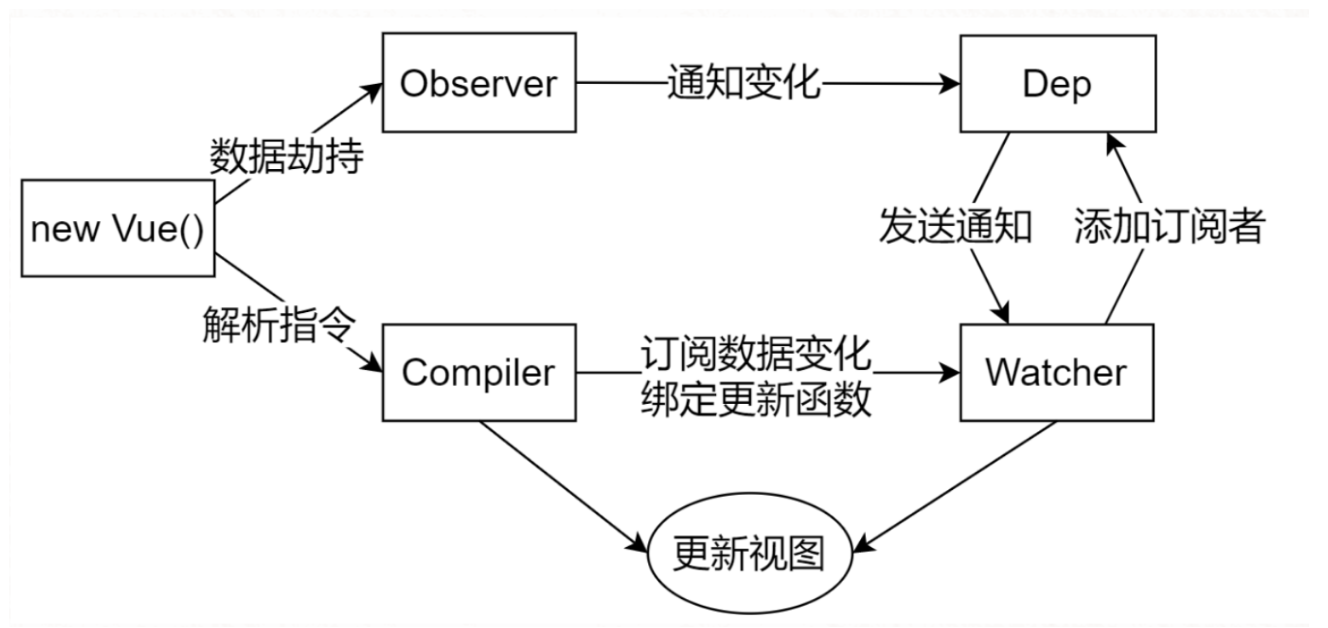 Observer
通知变化
Dep
数据劫持
new Vue()
发送通知
添加订阅者
解析指令
Compiler
订阅数据变化
绑定更新函数
Watcher
更新视图